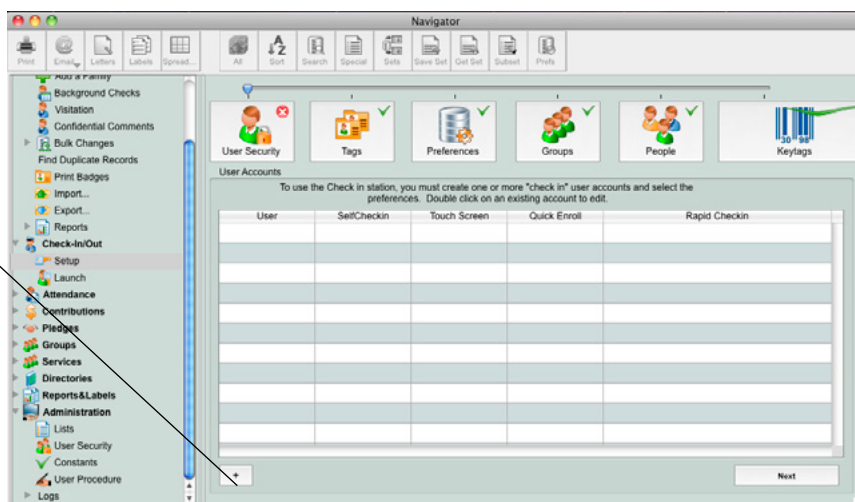 Navigator
Print Email Letters Labels Spread... All Sort Search Special Sets Save Set Get Set Subset Prefs
Add a Family
Background Checks
Visitation
Confidential Comments
Bulk Changes
Find Duplicate Records
Print Badges
Import...
Export...
Reports
Check-In/Out
Setup
Launch
Attendance
Contributions
Pledges
Groups
Services
Directories
Reports&Labels
Administration
Lists
User Security
Constants
User Procedure
Logs
User Security Tags Preferences Groups People Keytags
30 98
User Accounts
To use the Check in station, you must create one or more "check in" user accounts and select the
preferences. Double click on an existing account to edit.
User SelfCheckin Touch Screen Quick Enroll Rapid Checkin
+ Next